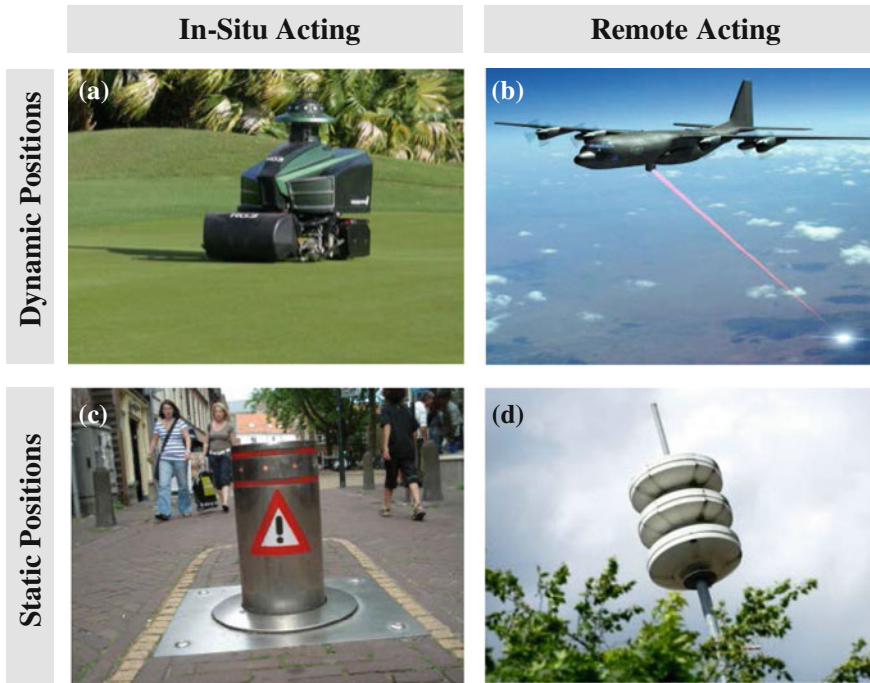 In-Situ Acting
Remote Acting
Dynamic Positions
(a)
(b)
Static Positions
(c)
(d)